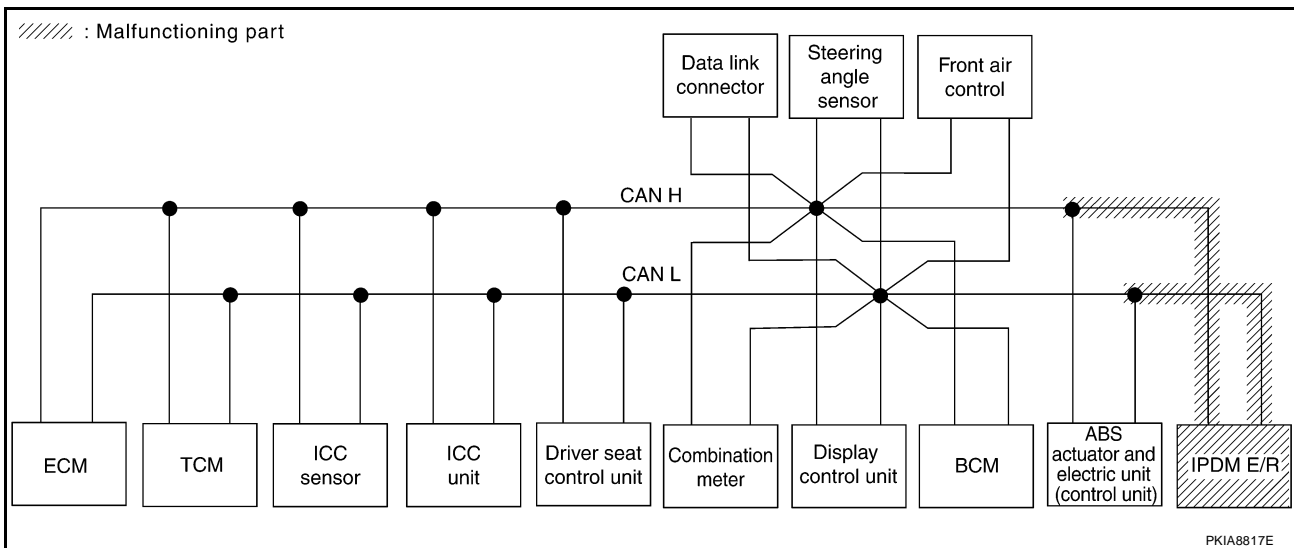 : Malfunctioning part
Data link
connector
Steering
angle
sensor
Front air
control
CAN H
CAN L
ECM
TCM
ICC
sensor
ICC
unit
Driver seat
control unit
Combination
meter
Display
control unit
BCM
ABS
actuator and
electric unit
(control unit)
IPDM E/R
PKIA8817E